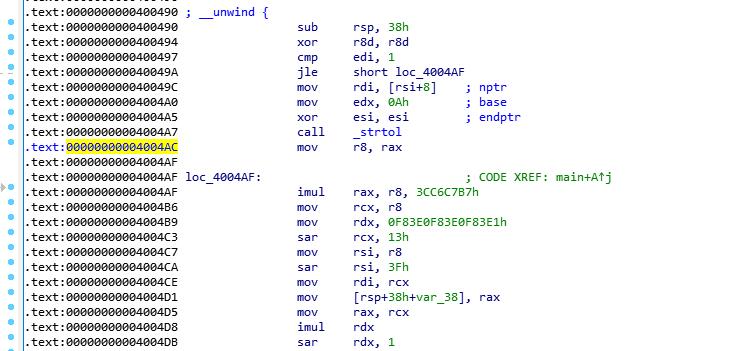 .text:0000000000400490 ; __unwind {
.text:0000000000400490 sub rsp, 38h
.text:0000000000400494 xor r8d, r8d
.text:0000000000400497 cmp edi, 1
.text:000000000040049A jle short loc_4004AF
.text:000000000040049C mov rdi, [rsi+8] ; nptr
.text:00000000004004A0 mov edx, 0Ah ; base
.text:00000000004004A5 xor esi, esi ; endptr
.text:00000000004004A7 call _strtol
.text:00000000004004AC mov r8, rax
.text:00000000004004AF
.text:00000000004004AF loc_4004AF: ; CODE XREF: main+A↑j
.text:00000000004004AF imul rax, r8, 3CC6C7B7h
.text:00000000004004B6 mov rcx, r8
.text:00000000004004B9 mov rdx, 0F83E0F83E0F83E1h
.text:00000000004004C3 sar rcx, 13h
.text:00000000004004C7 mov rsi, r8
.text:00000000004004CA sar rsi, 3Fh
.text:00000000004004CE mov rdi, rcx
.text:00000000004004D1 mov [rsp+38h+var_38], rax
.text:00000000004004D5 mov rax, rcx
.text:00000000004004D8 imul rdx
.text:00000000004004DB sar rdx, 1